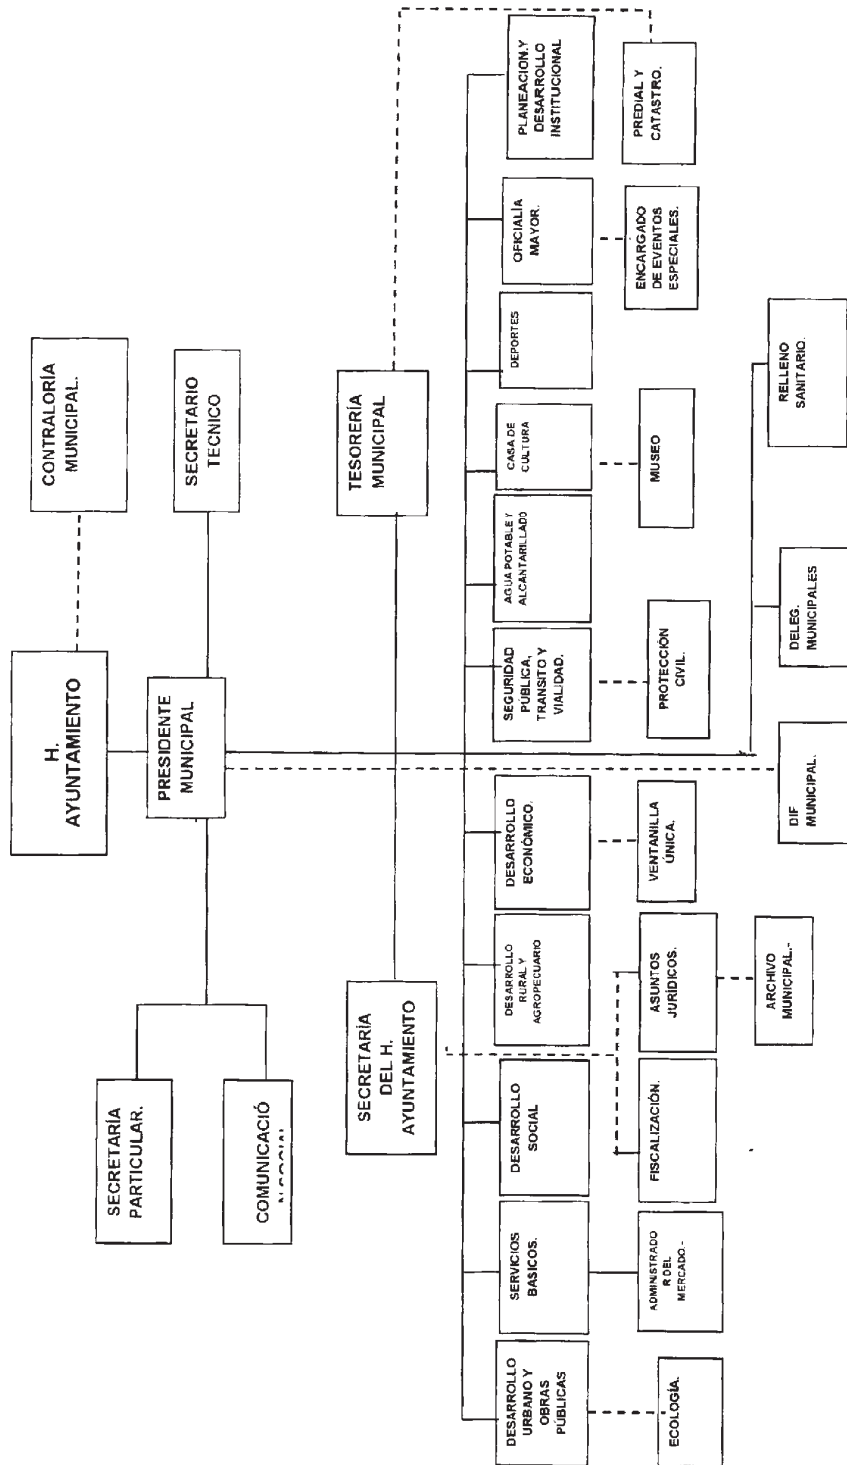 H.
AYUNTAMIENTO
CONTRALORÍA
MUNICIPAL.
PRESIDENTE
MUNICIPAL
SECRETARIO
TECNICO
SECRETARÍA
PARTICULAR.
COMUNICACIÓ
SECRETARÍA
DEL H.
AYUNTAMIENTO
TESORERÍA
MUNICIPAL
DESARROLLO
URBANO Y
OBRAS
PÚBLICAS
SERVICIOS
BASICOS.
DESARROLLO
SOCIAL
DESARROLLO
RURAL Y
AGROPECUARIO
DESARROLLO
ECONÓMICO.
SEGURIDAD
PÚBLICA,
TRANSITO Y
VIALIDAD.
AGUA POTABLE Y
ALCANTARILLADO
CASA DE
CULTURA
DEPORTES
OFICIALÍA
MAYOR.
PLANEACION.Y
DESARROLLO
INSTITUCIONAL
ECOLOGÍA.
ADMINISTRADO
R DEL
MERCADO.-
FISCALIZACIÓN.
ASUNTOS
JURÍDICOS.
VENTANILLA
ÚNICA.
PROTECCIÓN
CIVIL.
MUSEO
ENCARGADO
DE EVENTOS
ESPECIALES.
PREDIAL Y
CATASTRO.
ARCHIVO
MUNICIPAL.-
DIF
MUNICIPAL.
DELEG.
MUNICIPALES
RELLENO
SANITARIO.